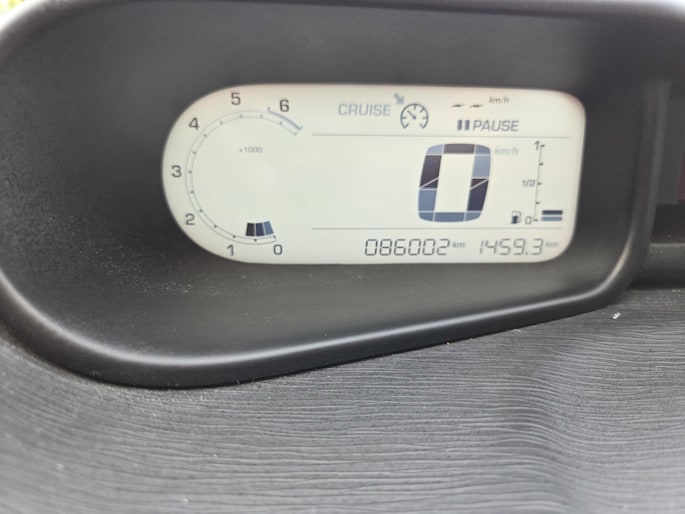 5 6
4
3
2
1 0
x1000
CRUISE
-- km/h
PAUSE
0 km/h
1
1/2
0
086002 km 1459.3 km